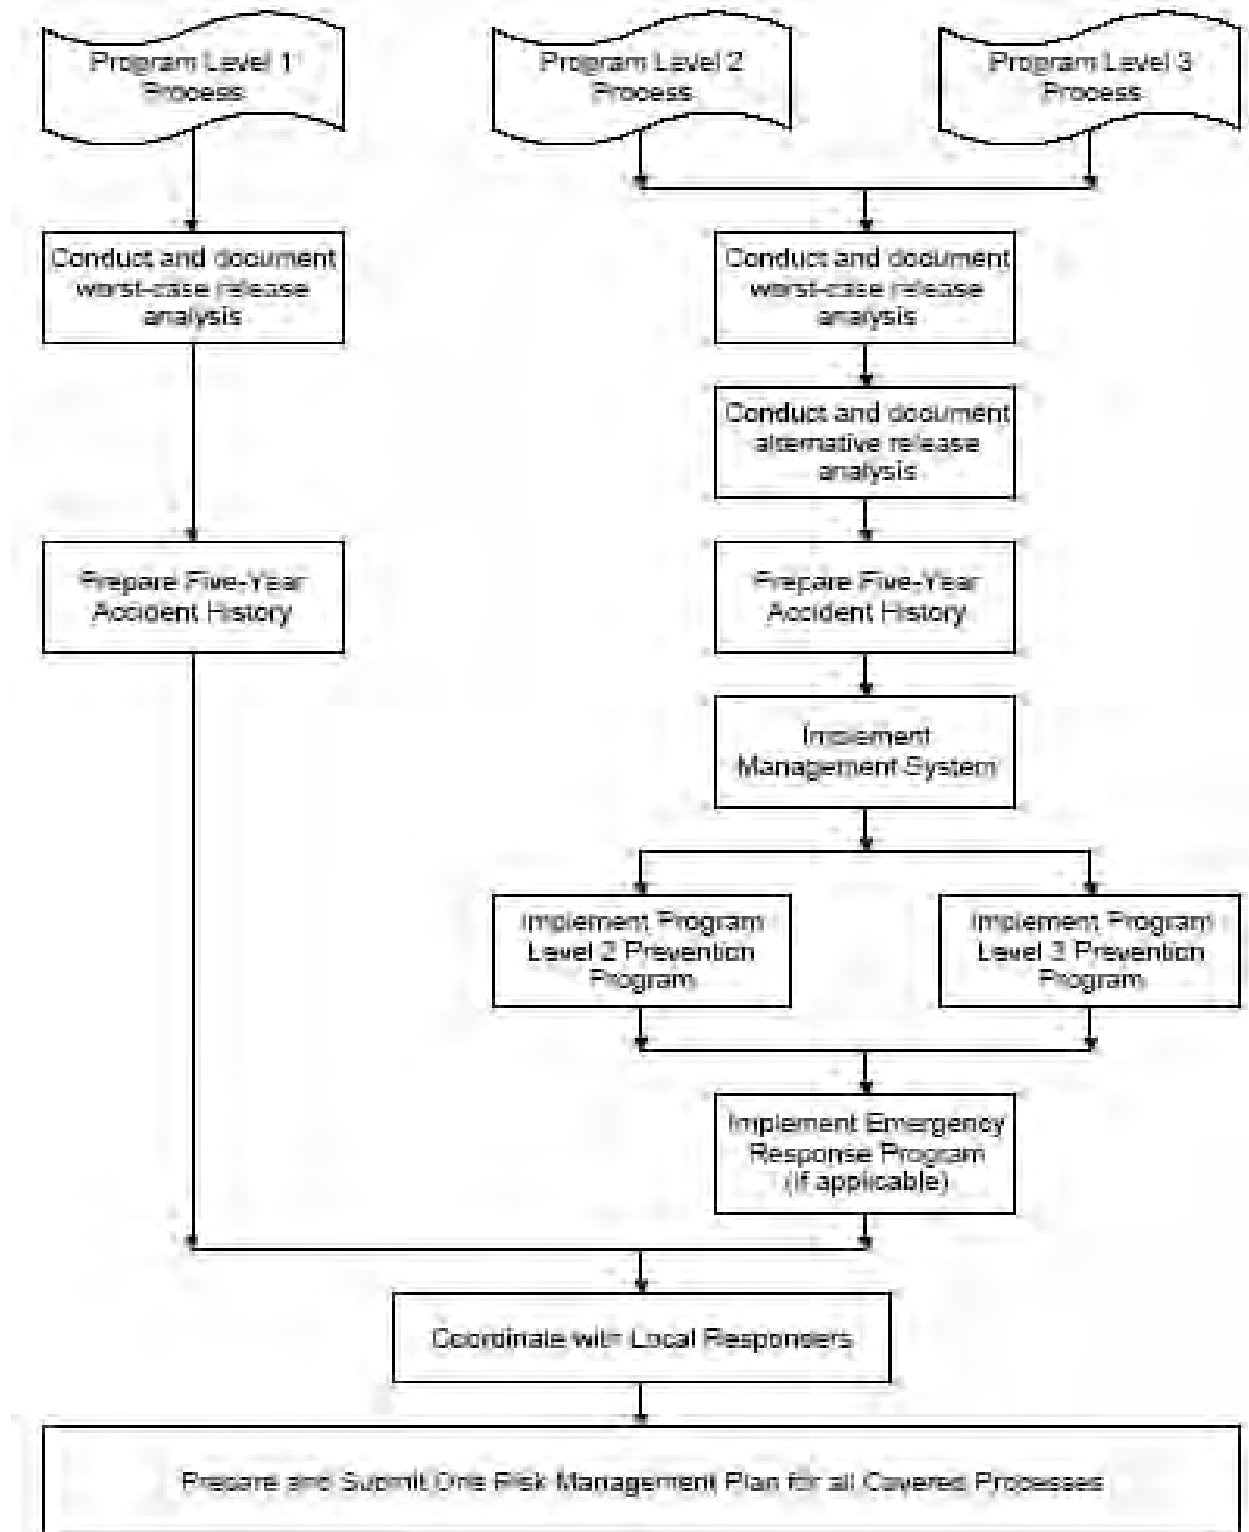 Program Level 1
Process
Program Level 2
Process
Program Level 3
Process
Conduct and document
worst-case release
analysis
Conduct and document
worst-case release
analysis
Conduct and document
alternative release
analysis
Prepare Five-Year
Accident History
Prepare Five-Year
Accident History
Implement
Management System
Implement Program
Level 2 Prevention
Program
Implement Program
Level 3 Prevention
Program
Implement Emergency
Response Program
(if applicable)
Coordinate with Local Responders
Prepare and Submit One Risk Management Plan for all Covered Processes